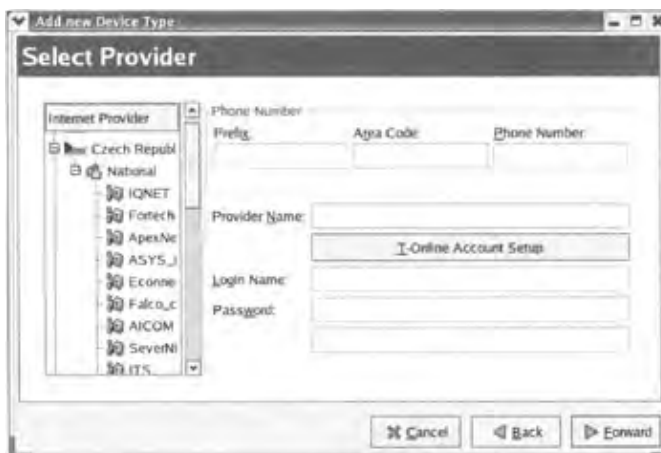 Add new Device Type
Select Provider
Internet Provider
Czech Republ
National
IQNET
Fortech
ApexNe
ASYS_i
Econne
Falco_c
AICOM
SeverNi
ITS
Phone Number
Prefix
Area Code
Phone Number
Provider Name:
T-Online Account Setup
Login Name:
Password:
Cancel
Back
Forward